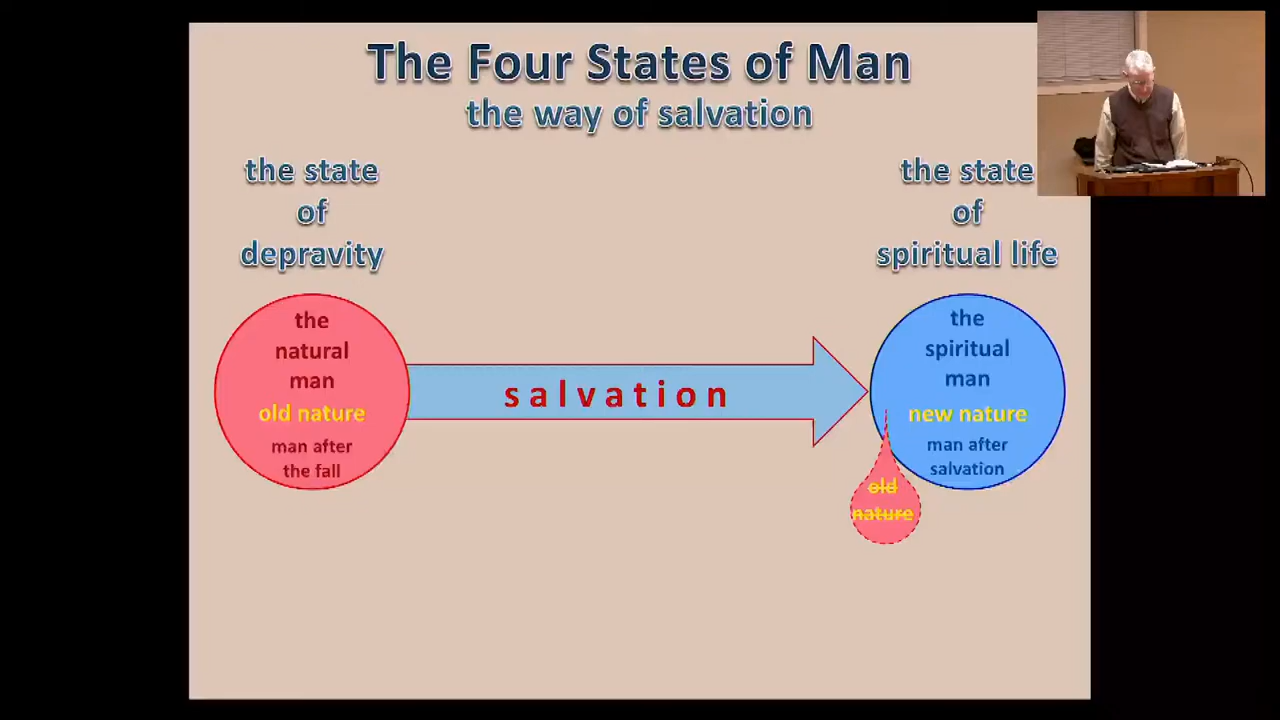 The Four States of Man
the way of salvation
the state
of
depravity
the state
of
spiritual life
the
natural
man
old nature
man after
the fall
salvation
the
spiritual
man
new nature
man after
salvation
old
nature